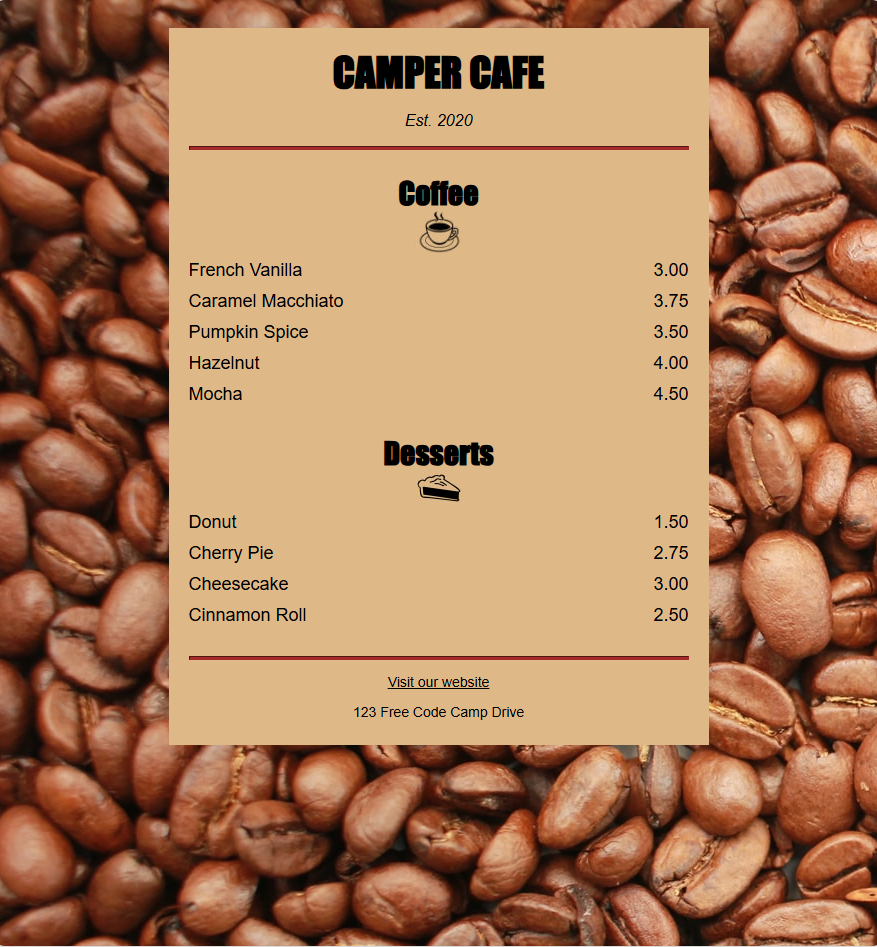 CAMPER CAFE
Est. 2020
Coffee
French Vanilla 3.00
Caramel Macchiato 3.75
Pumpkin Spice 3.50
Hazelnut 4.00
Mocha 4.50
Desserts
Donut 1.50
Cherry Pie 2.75
Cheesecake 3.00
Cinnamon Roll 2.50
Visit our website
123 Free Code Camp Drive